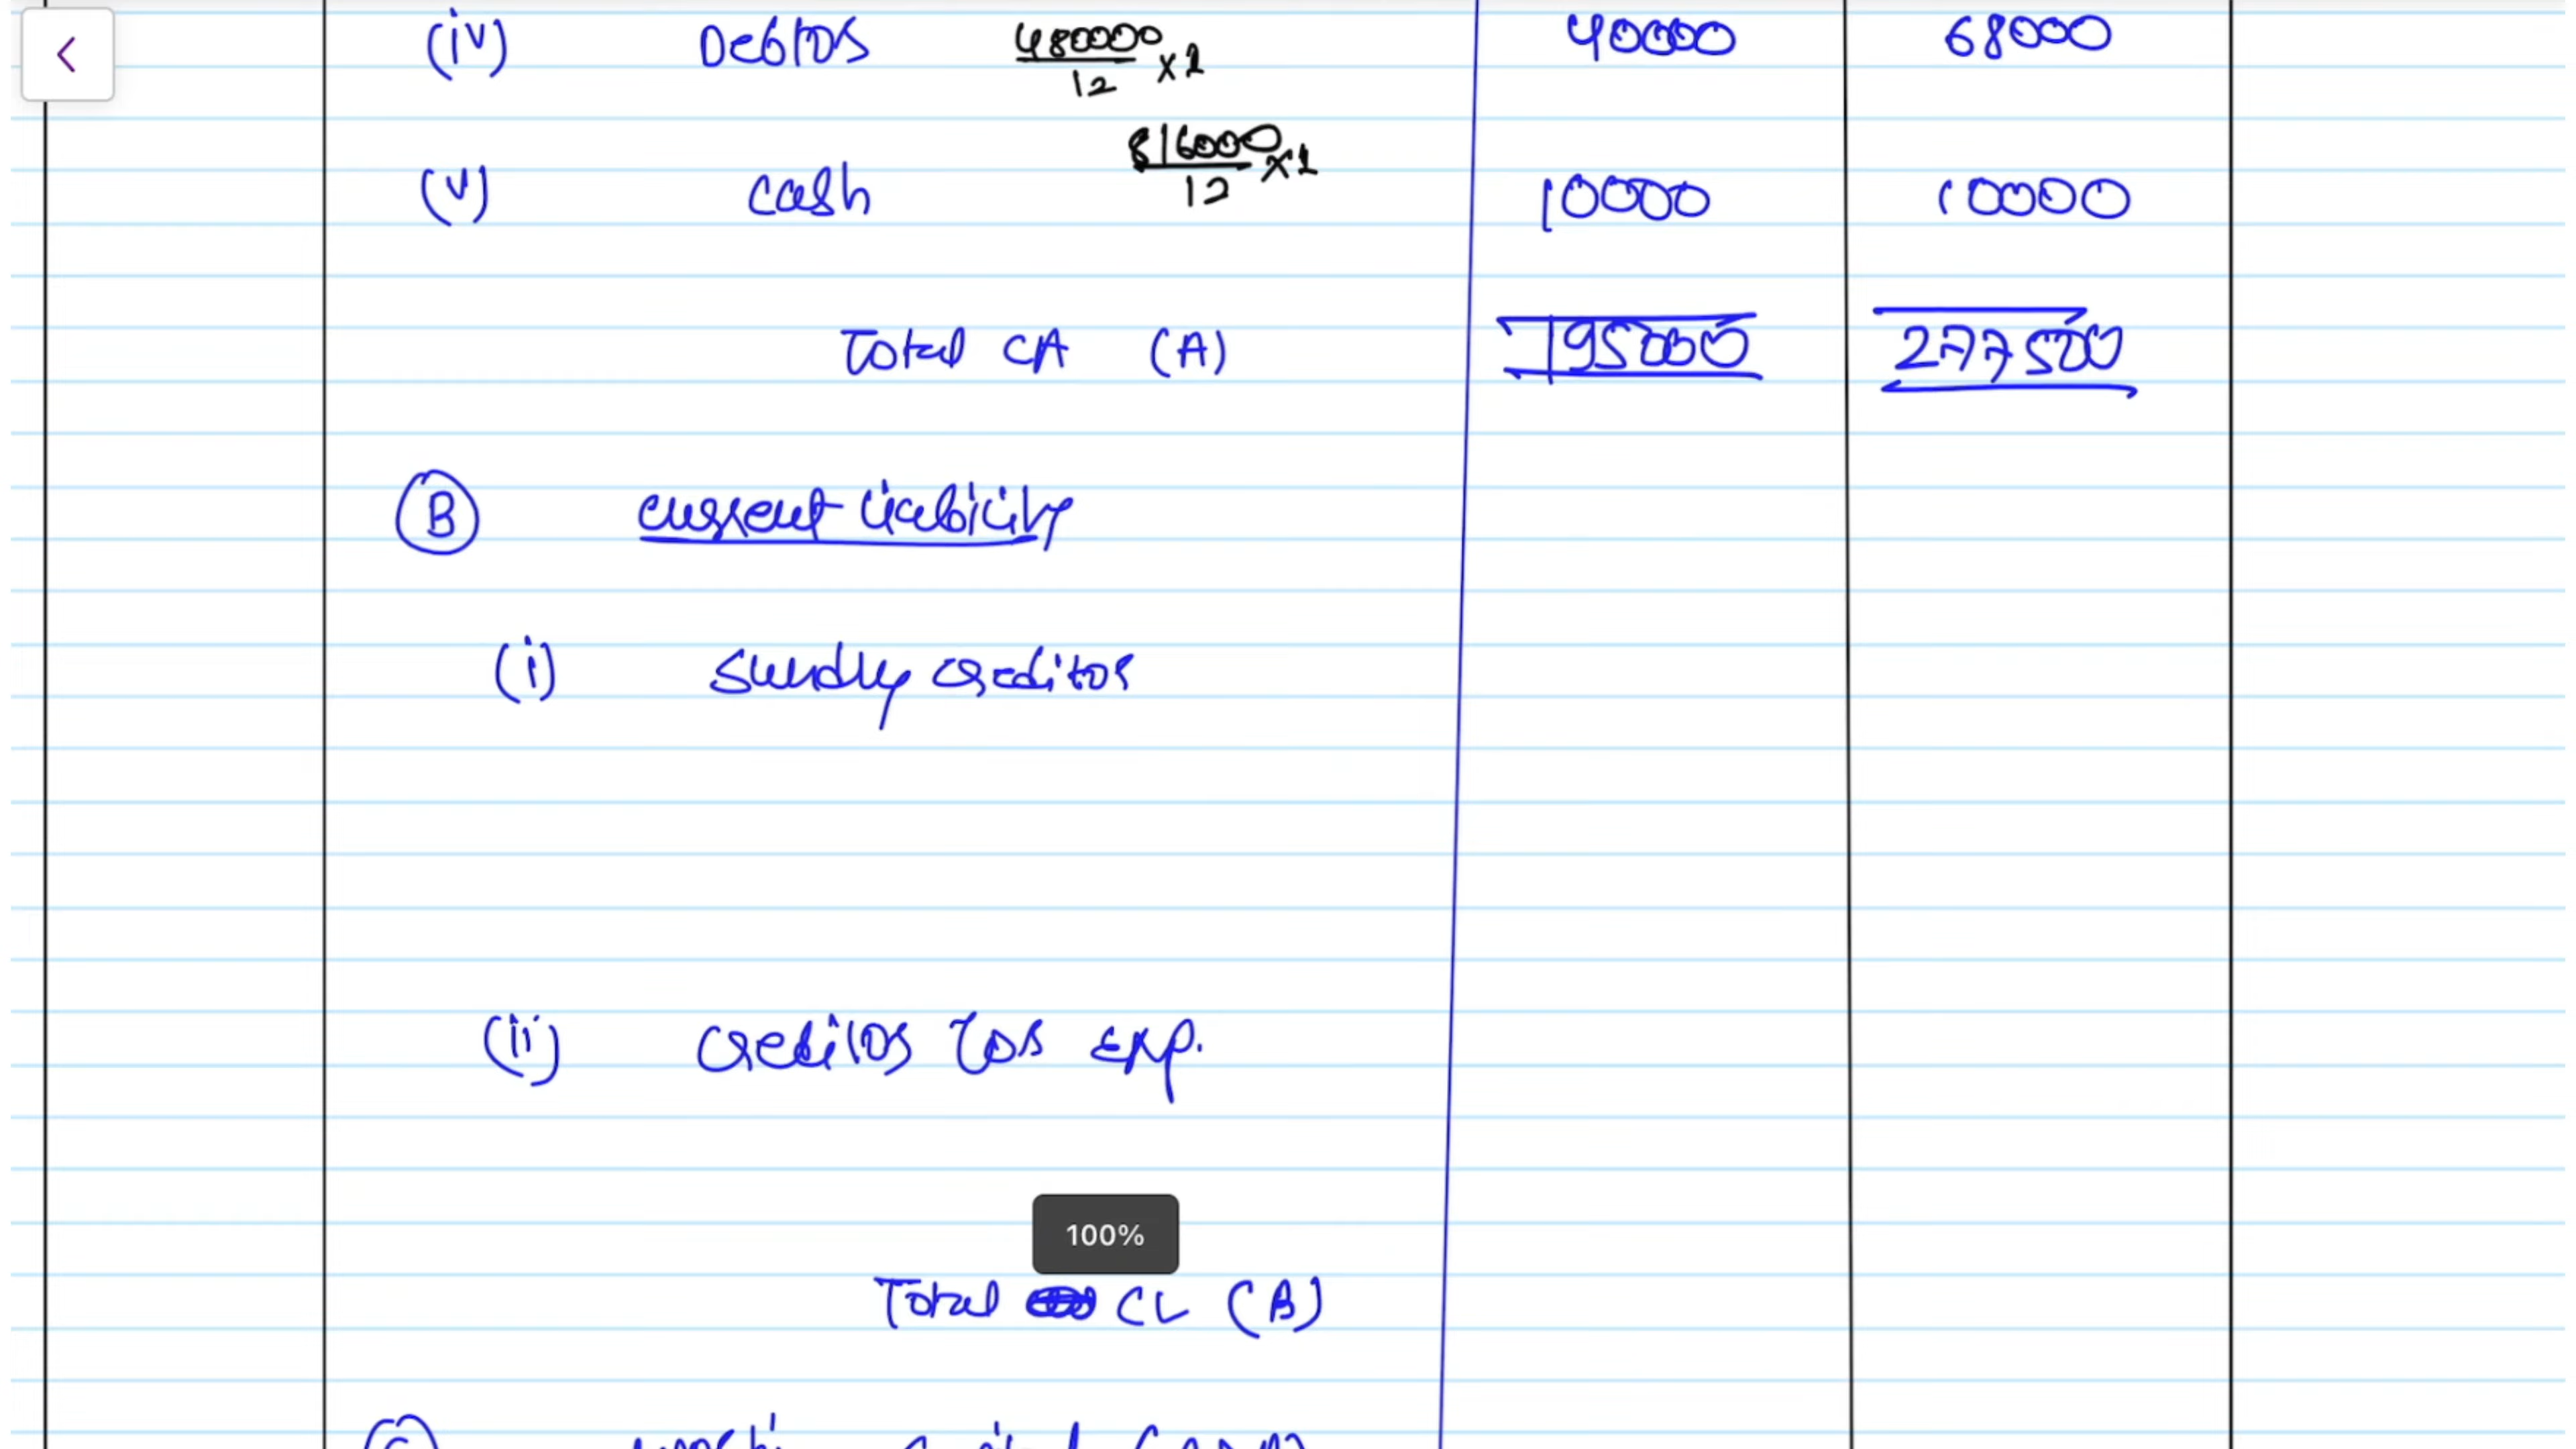 (iv) Debtors 480000/12 x1 40000 68000
816000/12 x1
(v) cash 10000 10000
Total CA (A) 195000 277500
(B) current liability
(i) Sundry creditors
(ii) creditors for exp.
100%
Total CL (B)